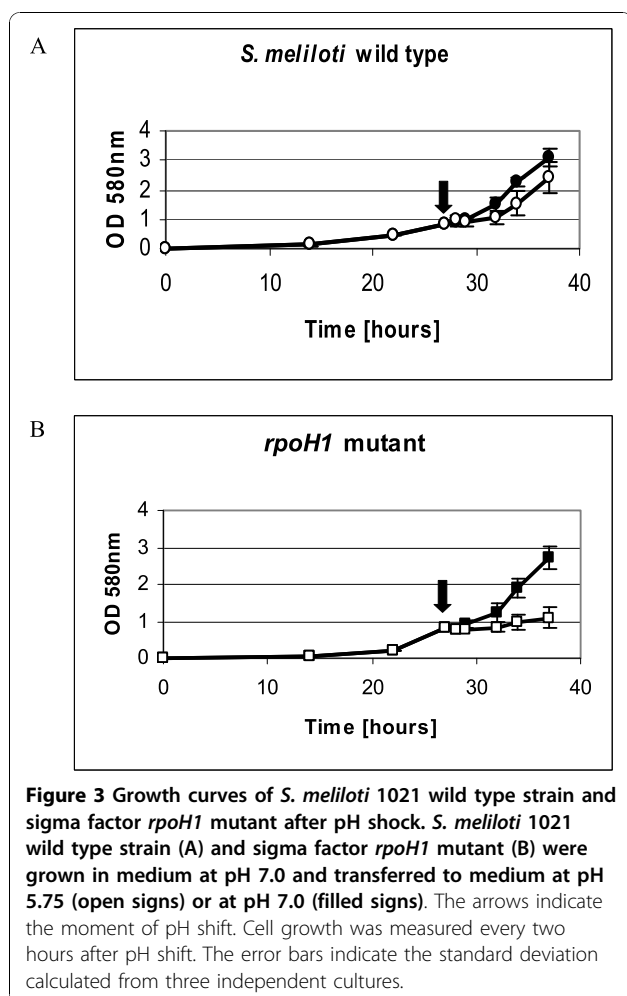 A
S. meliloti wild type
OD 580nm
4
3
2
1
0
0 10 20 30 40
Time [hours]
B
rpoH1 mutant
OD 580nm
4
3
2
1
0
0 10 20 30 40
Time [hours]
Figure 3 Growth curves of S. meliloti 1021 wild type strain and
sigma factor rpoH1 mutant after pH shock. S. meliloti 1021
wild type strain (A) and sigma factor rpoH1 mutant (B) were
grown in medium at pH 7.0 and transferred to medium at pH
5.75 (open signs) or at pH 7.0 (filled signs). The arrows indicate
the moment of pH shift. Cell growth was measured every two
hours after pH shift. The error bars indicate the standard deviation
calculated from three independent cultures.